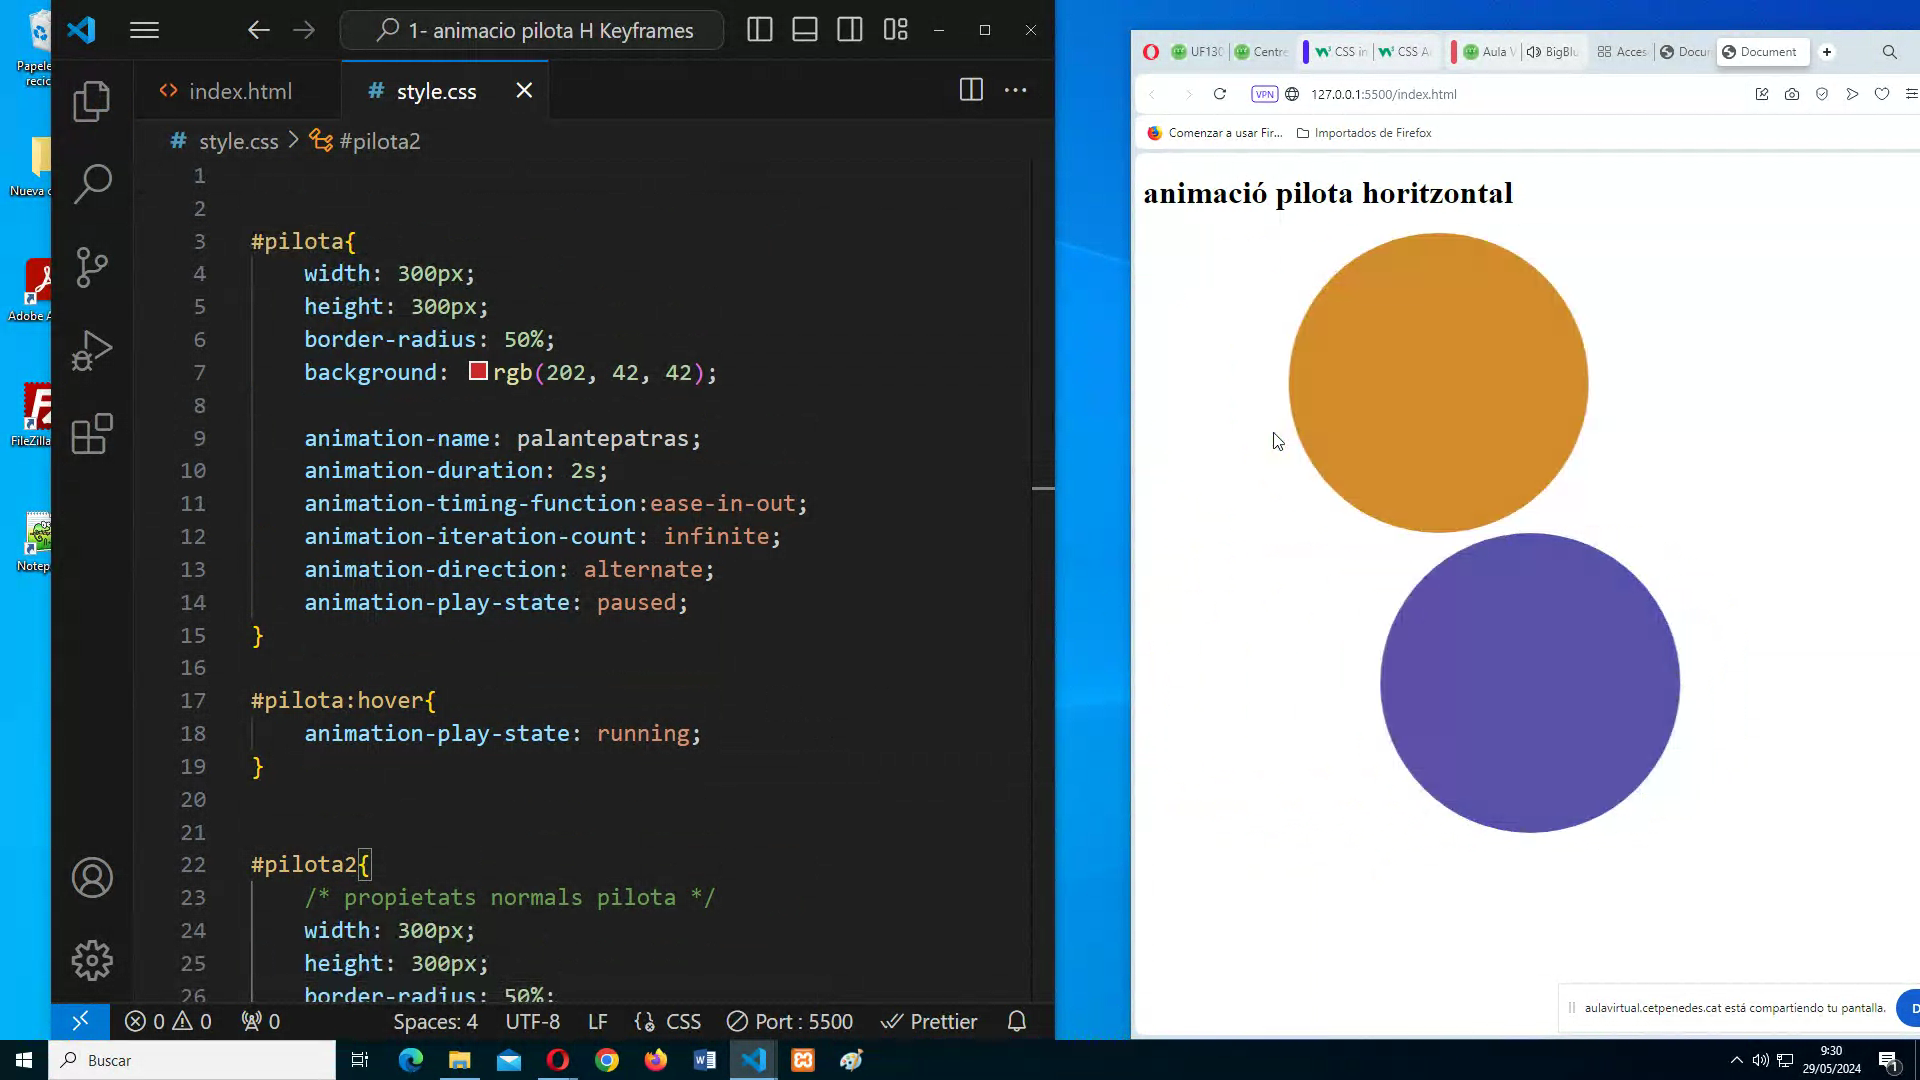 Papele
recic
Nueva c
Adobe A
FileZilla
Notep
1- animacio pilota H Keyframes
index.html
style.css
style.css > #pilota2
1
2
3 #pilota{
4 width: 300px;
5 height: 300px;
6 border-radius: 50%;
7 background: rgb(202, 42, 42);
8
9 animation-name: palantepatras;
10 animation-duration: 2s;
11 animation-timing-function:ease-in-out;
12 animation-iteration-count: infinite;
13 animation-direction: alternate;
14 animation-play-state: paused;
15 }
16
17 #pilota:hover{
18 animation-play-state: running;
19 }
20
21
22 #pilota2{
23 /* propietats normals pilota */
24 width: 300px;
25 height: 300px;
26 border-radius: 50%;
0 0 0 Spaces: 4 UTF-8 LF CSS Port : 5500 Prettier
UF130 Centre CSS in CSS A Aula V BigBlu Acces Docu Document
VPN 127.0.0.1:5500/index.html
Comenzar a usar Fir... Importados de Firefox
animació pilota horitzontal
aulavirtual.cetpenedes.cat está compartiendo tu pantalla.
Buscar
9:30
29/05/2024
1